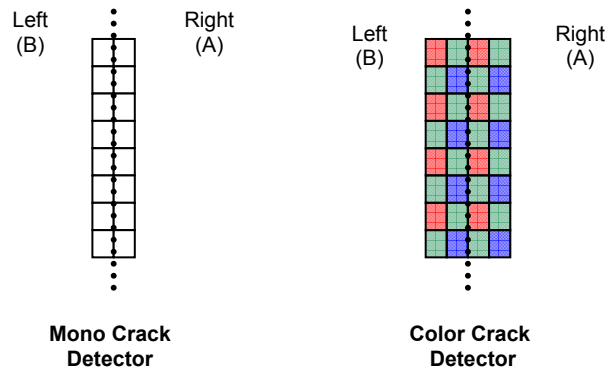 Left
(B)
Right
(A)
Left
(B)
Right
(A)
Mono Crack
Detector
Color Crack
Detector